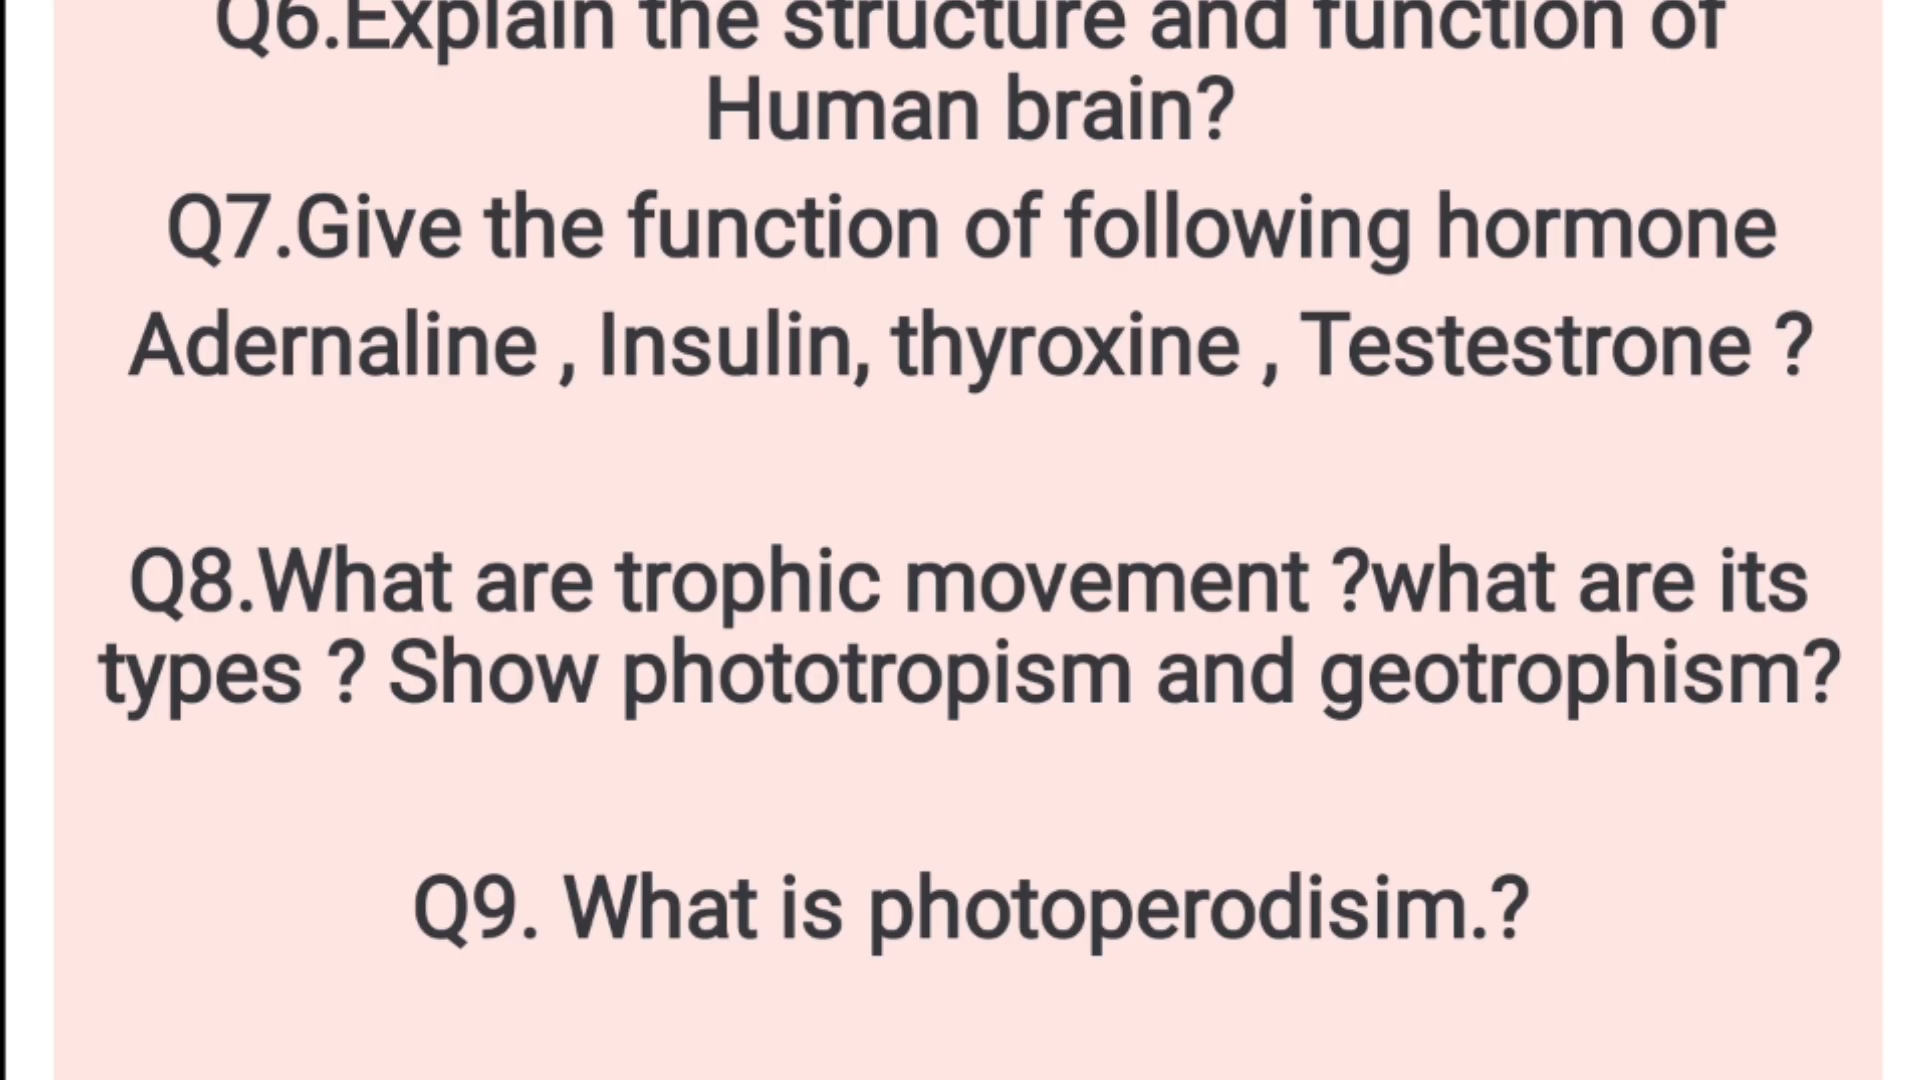 Q6.Explain the structure and function of
Human brain?
Q7.Give the function of following hormone
Adernaline , Insulin, thyroxine , Testestrone ?
Q8.What are trophic movement ?what are its
types ? Show phototropism and geotrophism?
Q9. What is photoperodisim.?